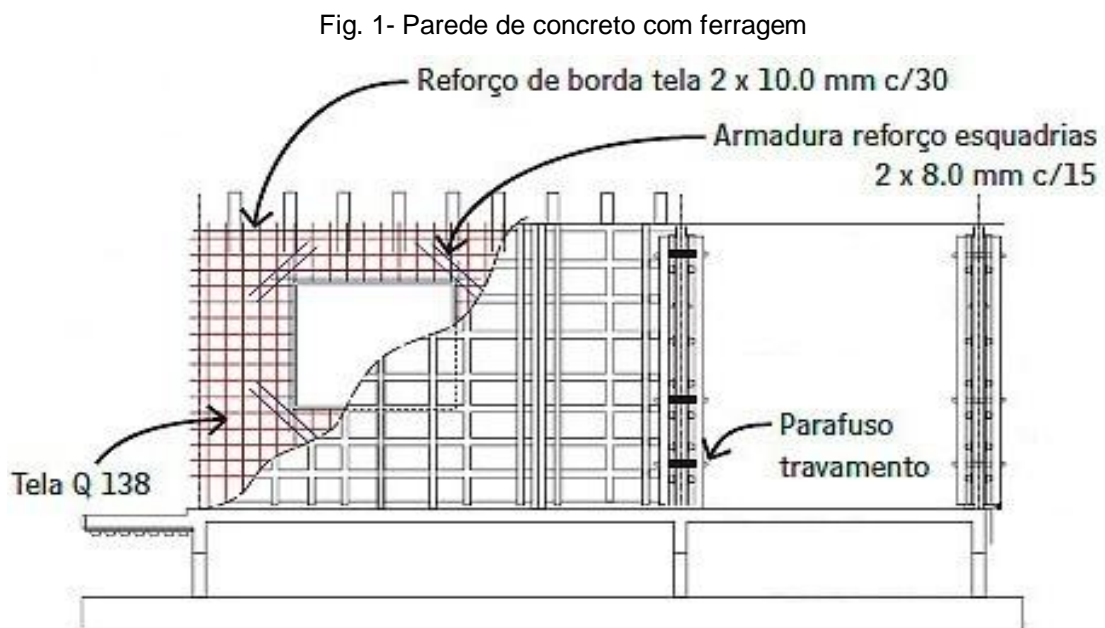 Fig. 1- Parede de concreto com ferragem
Reforço de borda tela 2 x 10.0 mm c/30
Armadura reforço esquadrias
2 x 8.0 mm c/15
Parafuso
travamento
Tela Q 138